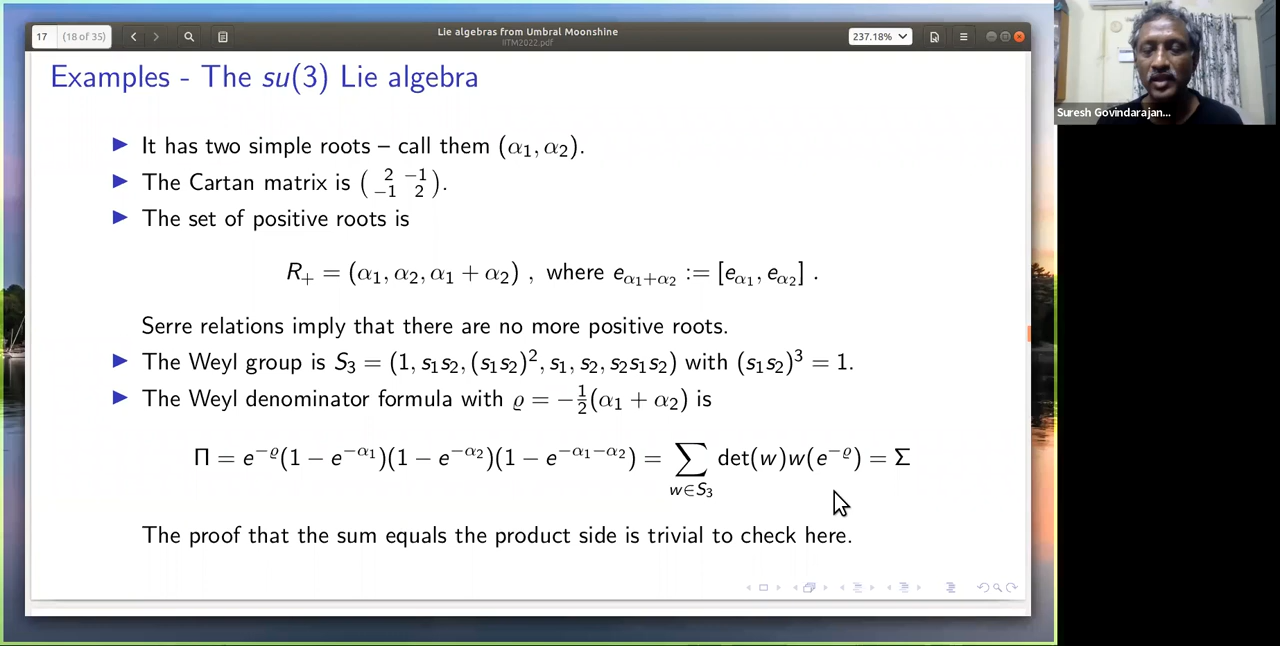 17 (18 of 35)
Lie algebras from Umbral Moonshine
IITM2022.pdf
237.18%
Suresh Govindarajan...
Examples - The su(3) Lie algebra
▶ It has two simple roots – call them (α₁, α₂).
▶ The Cartan matrix is ( 2 −1 ; −1 2 ).
▶ The set of positive roots is
R₊ = (α₁, α₂, α₁ + α₂) , where e_{α₁+α₂} := [e_{α₁}, e_{α₂}] .
Serre relations imply that there are no more positive roots.
▶ The Weyl group is S₃ = (1, s₁s₂, (s₁s₂)², s₁, s₂, s₂s₁s₂) with (s₁s₂)³ = 1.
▶ The Weyl denominator formula with ϱ = −½(α₁ + α₂) is
Π = e^{−ϱ}(1 − e^{−α₁})(1 − e^{−α₂})(1 − e^{−α₁−α₂}) = ∑_{w∈S₃} det(w)w(e^{−ϱ}) = Σ
The proof that the sum equals the product side is trivial to check here.